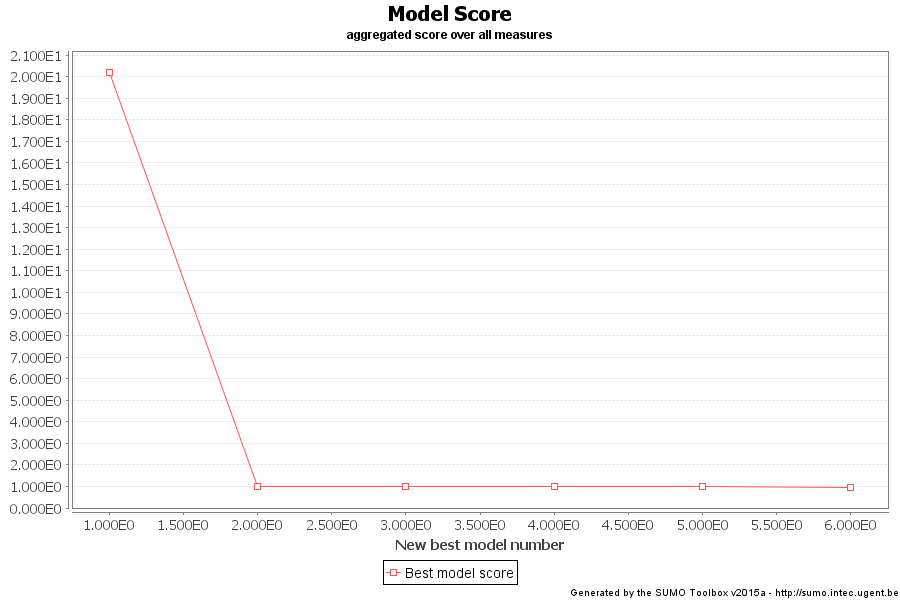 Model Score
aggregated score over all measures
2.100E1
2.000E1
1.900E1
1.800E1
1.700E1
1.600E1
1.500E1
1.400E1
1.300E1
1.200E1
1.100E1
1.000E1
9.000E0
8.000E0
7.000E0
6.000E0
5.000E0
4.000E0
3.000E0
2.000E0
1.000E0
0.000E0
1.000E0 1.500E0 2.000E0 2.500E0 3.000E0 3.500E0 4.000E0 4.500E0 5.000E0 5.500E0 6.000E0
New best model number
Best model score
Generated by the SUMO Toolbox v2015a - http://sumo.intec.ugent.be